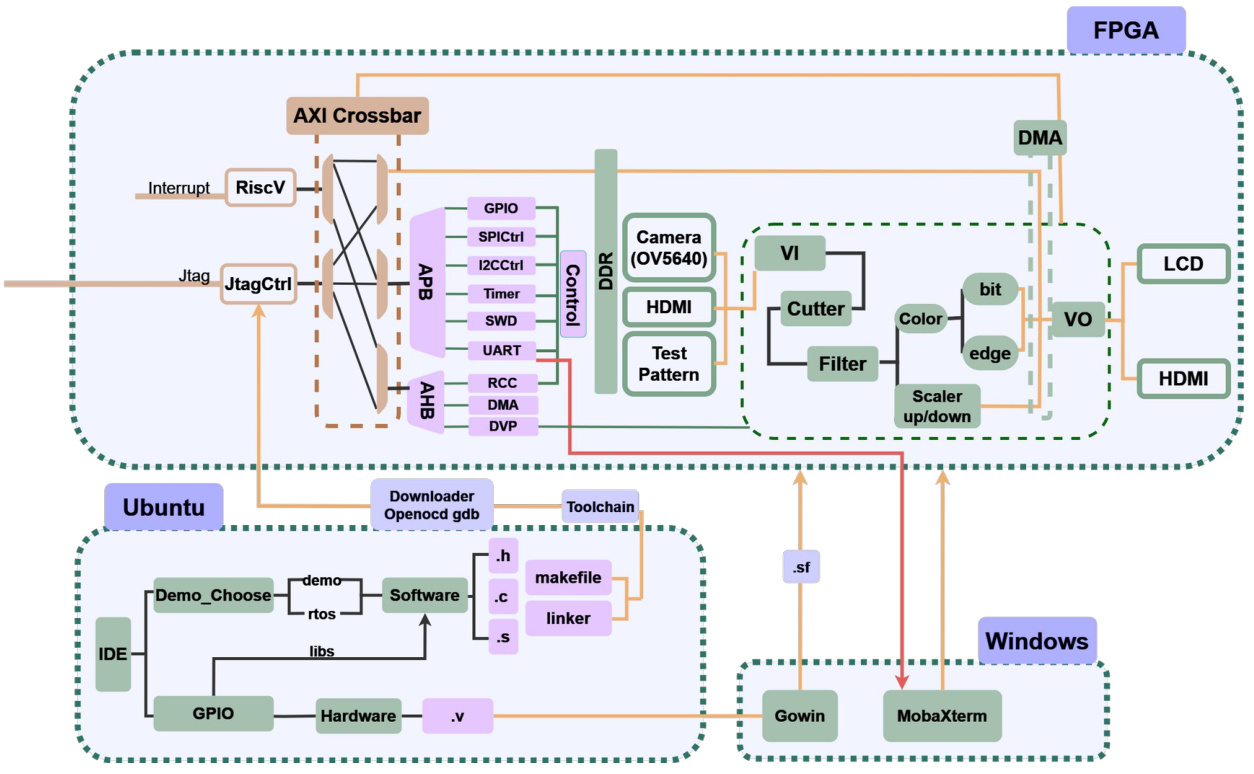 FPGA
AXI Crossbar
DMA
Interrupt
RiscV
Jtag
JtagCtrl
APB
GPIO
SPICtrl
I2CCtrl
Timer
SWD
UART
Control
AHB
RCC
DMA
DVP
DDR
Camera
(OV5640)
HDMI
Test
Pattern
VI
Cutter
Filter
Color
bit
edge
Scaler
up/down
VO
LCD
HDMI
Ubuntu
Downloader
Openocd gdb
Toolchain
IDE
Demo_Choose
demo
rtos
Software
.h
.c
.s
makefile
linker
libs
GPIO
Hardware
.v
.sf
Windows
Gowin
MobaXterm